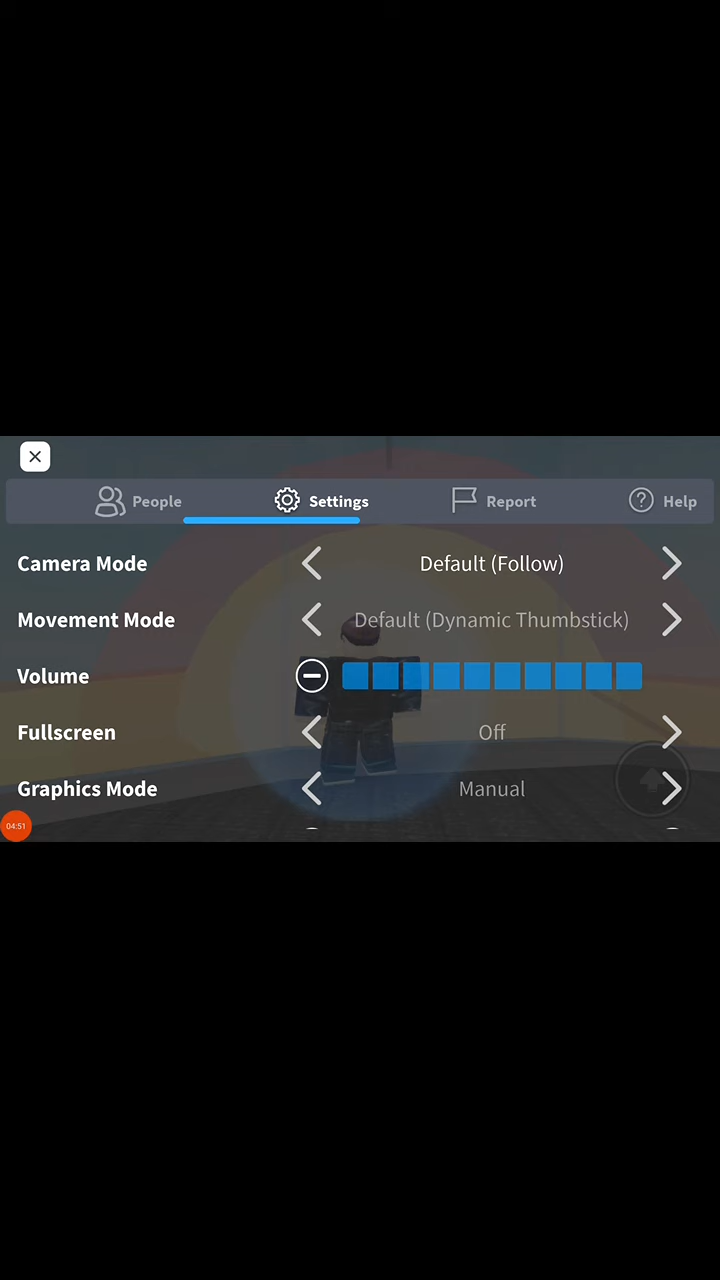 People Settings Report Help
Camera Mode Default (Follow)
Movement Mode Default (Dynamic Thumbstick)
Volume
Fullscreen Off
Graphics Mode Manual
04:51